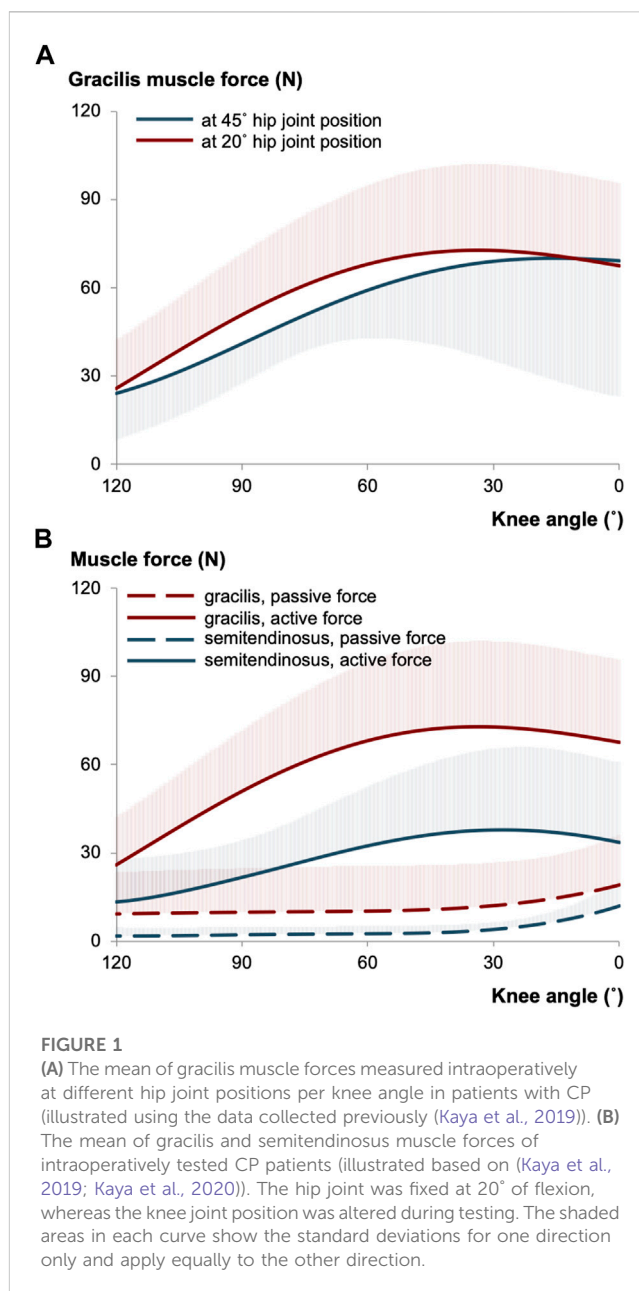 A
Gracilis muscle force (N)
120
at 45° hip joint position
at 20° hip joint position
90
60
30
0
120 90 60 30 0
Knee angle (°)
B
Muscle force (N)
120
gracilis, passive force
gracilis, active force
semitendinosus, passive force
semitendinosus, active force
90
60
30
0
120 90 60 30 0
Knee angle (°)
FIGURE 1
(A) The mean of gracilis muscle forces measured intraoperatively
at different hip joint positions per knee angle in patients with CP
(illustrated using the data collected previously (Kaya et al., 2019)). (B)
The mean of gracilis and semitendinosus muscle forces of
intraoperatively tested CP patients (illustrated based on (Kaya et al.,
2019; Kaya et al., 2020)). The hip joint was fixed at 20° of flexion,
whereas the knee joint position was altered during testing. The shaded
areas in each curve show the standard deviations for one direction
only and apply equally to the other direction.